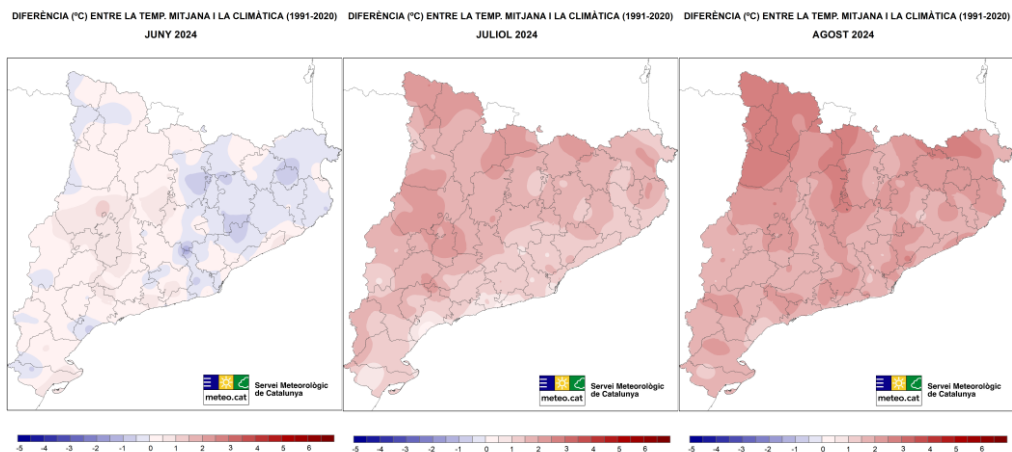 DIFERÈNCIA (ºC) ENTRE LA TEMP. MITJANA I LA CLIMÀTICA (1991-2020)
JUNY 2024
meteo.cat
Servei Meteorològic
de Catalunya
-5 -4 -3 -2 -1 0 1 2 3 4 5 6
DIFERÈNCIA (ºC) ENTRE LA TEMP. MITJANA I LA CLIMÀTICA (1991-2020)
JULIOL 2024
meteo.cat
Servei Meteorològic
de Catalunya
-5 -4 -3 -2 -1 0 1 2 3 4 5 6
DIFERÈNCIA (ºC) ENTRE LA TEMP. MITJANA I LA CLIMÀTICA (1991-2020)
AGOST 2024
meteo.cat
Servei Meteorològic
de Catalunya
-5 -4 -3 -2 -1 0 1 2 3 4 5 6